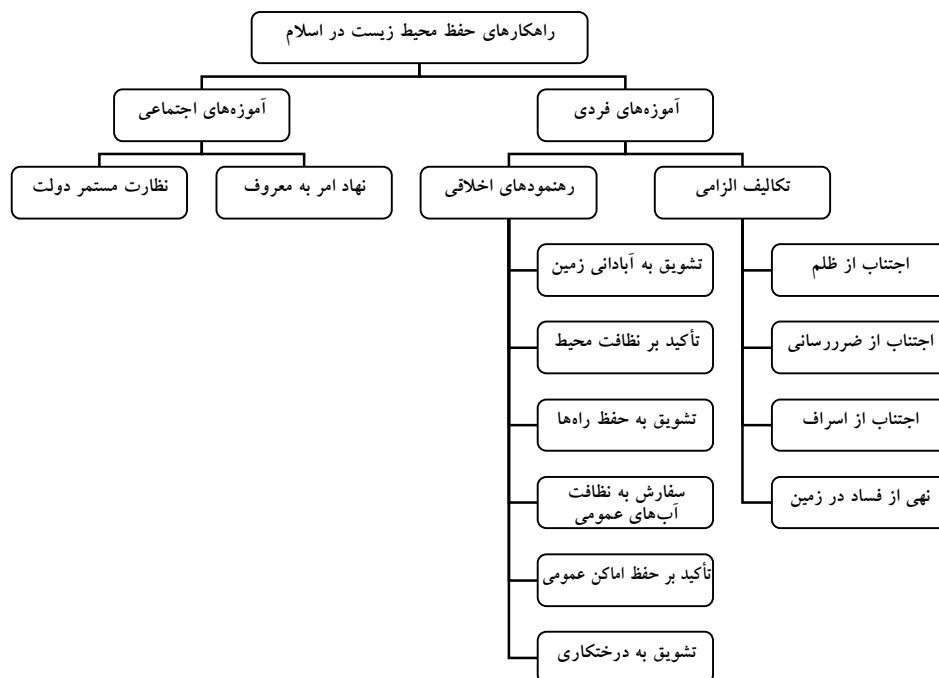 راهکارهای حفظ محیط زیست در اسلام
آموزه‌های فردی
آموزه‌های اجتماعی
تکالیف الزامی
رهنمودهای اخلاقی
نهاد امر به معروف
نظارت مستمر دولت
اجتناب از ظلم
اجتناب از ضرررسانی
اجتناب از اسراف
نهی از فساد در زمین
تشویق به آبادانی زمین
تأکید بر نظافت محیط
تشویق به حفظ راه‌ها
سفارش به نظافت
آب‌های عمومی
تأکید بر حفظ اماکن عمومی
تشویق به درختکاری